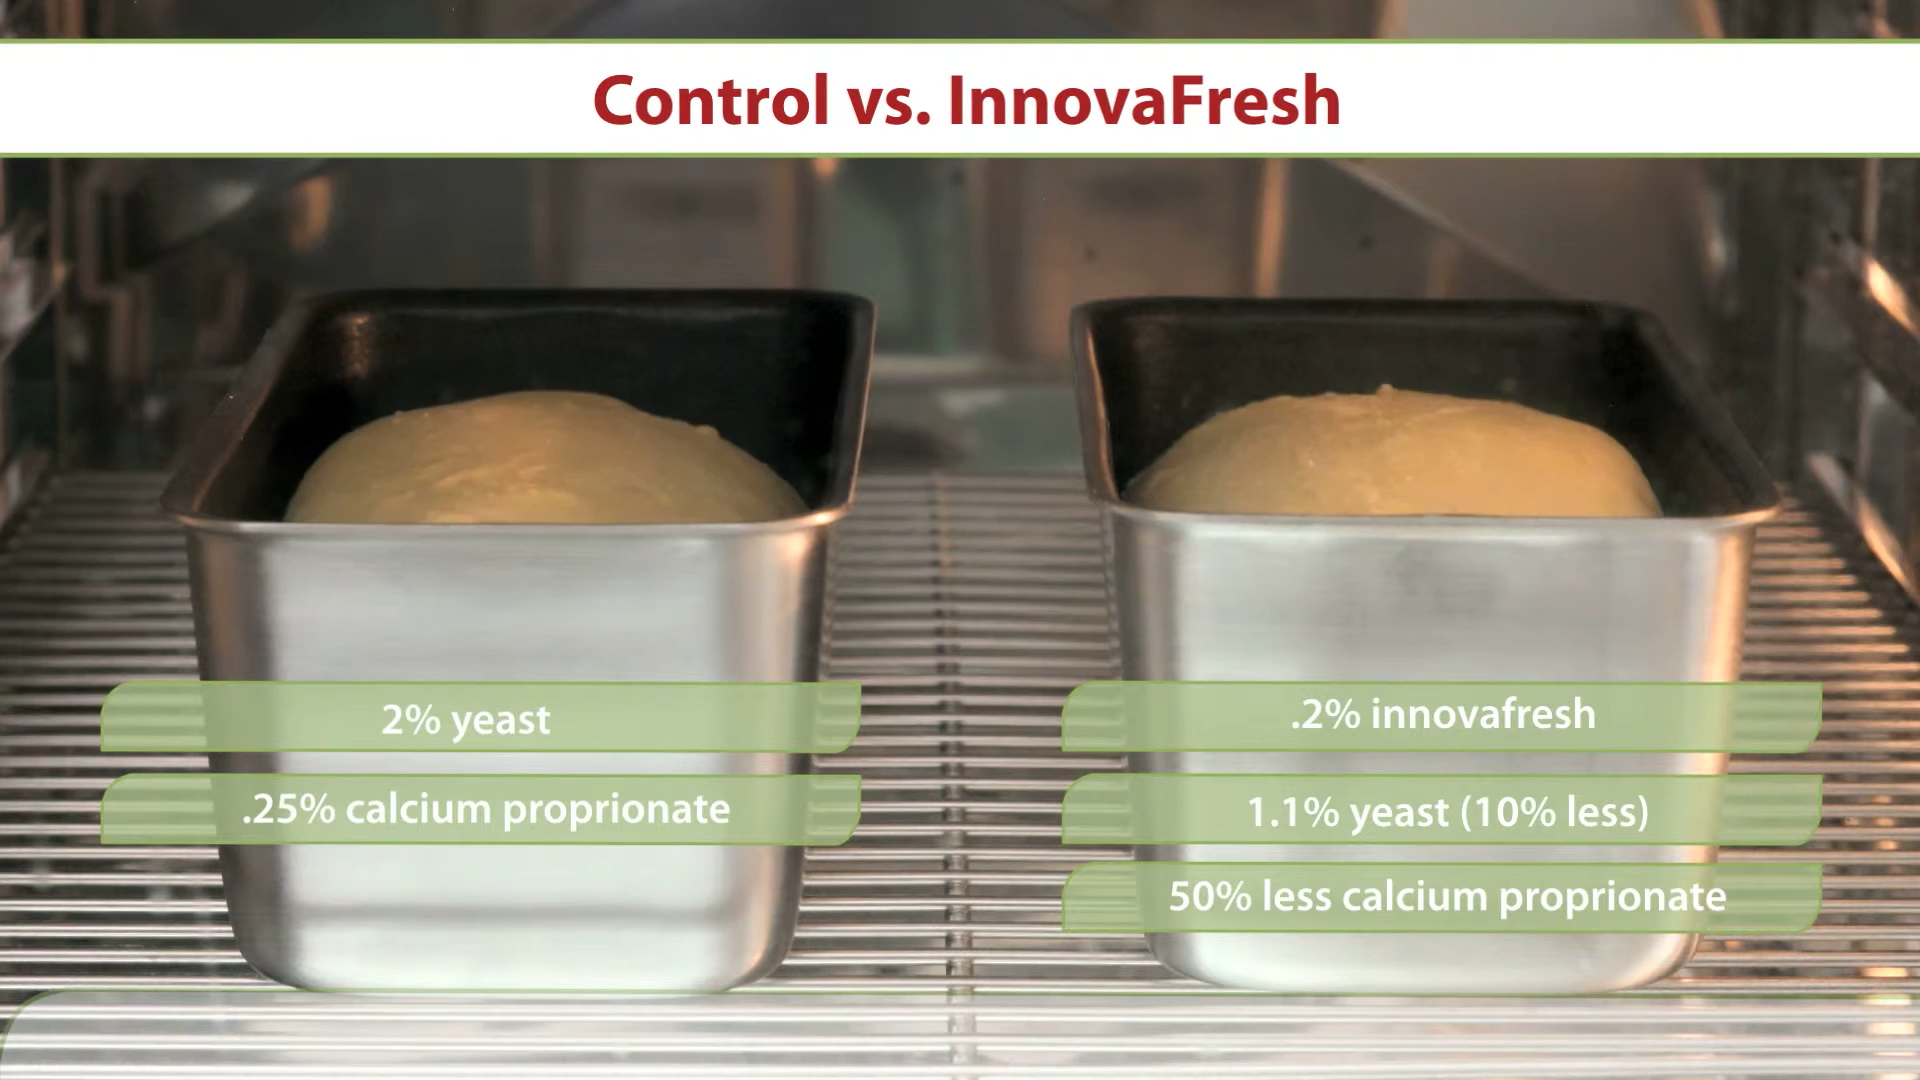 Control vs. InnovaFresh
2% yeast
.25% calcium proprionate
.2% innovafresh
1.1% yeast (10% less)
50% less calcium proprionate